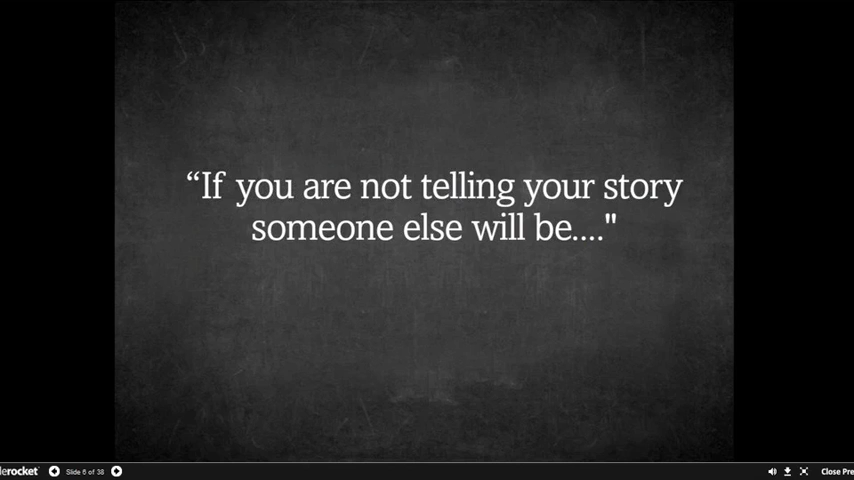 “If you are not telling your story
someone else will be...."
lerocket
Slide 6 of 38
Close Pre